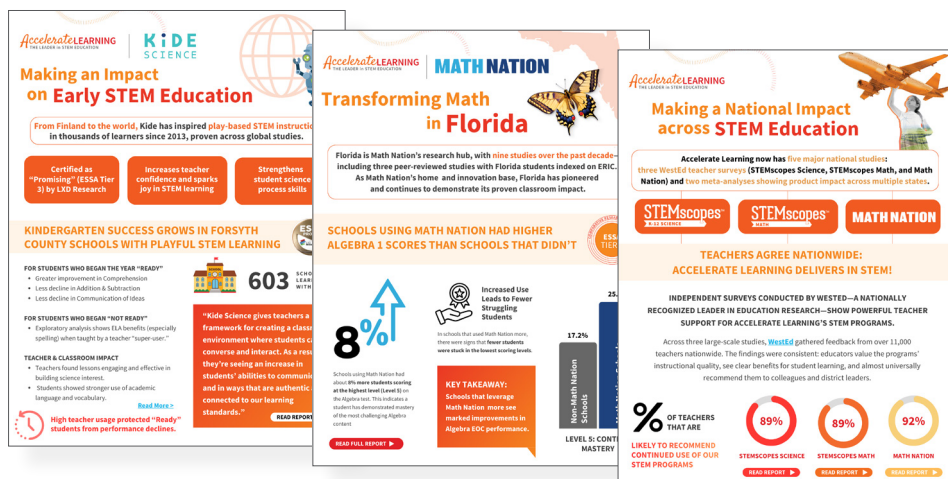 AccelerateLEARNING
THE LEADER in STEM EDUCATION
KiDE
SCIENCE
Making an Impact
on Early STEM Education
From Finland to the world, Kide has inspired play-based STEM
in thousands of learners since 2013, proven across global studies.
Certified as
"Promising" (ESSA Tier
3) by LXD Research
Increases teacher
confidence and sparks
joy in STEM learning
Strengthens
student science
process skills
KINDERGARTEN SUCCESS GROWS IN FORSYTH
COUNTY SCHOOLS WITH PLAYFUL STEM LEARNING
FOR STUDENTS WHO BEGAN THE YEAR "READY"
• Greater improvement in Comprehension
• Less decline in Addition & Subtraction
• Less decline in Communication of Ideas
FOR STUDENTS WHO BEGAN "NOT READY"
• Exploratory analysis shows ELA benefits (especially
spelling) when taught by a teacher "super-user."
TEACHER & CLASSROOM IMPACT
• Teachers found lessons engaging and effective in
building science interest.
• Students showed stronger use of academic
language and vocabulary.
Read More >
High teacher usage protected "Ready"
students from performance declines.
603
"Kide Science gives teachers a
framework for creating a
environment where students
converse and interact. As a
they're seeing an increase in
students' abilities to
and in ways that are authentic
connected to our learning
standards."
READ REPORT
AccelerateLEARNING
THE LEADER in STEM EDUCATION
MATH NATION
Transforming Math
in Florida
Florida is Math Nation's research hub, with nine studies over the past decade—
including three peer-reviewed studies with Florida students indexed on ERIC.
As Math Nation's home and innovation base, Florida has pioneered
and continues to demonstrate its proven classroom impact.
SCHOOLS USING MATH NATION HAD HIGHER
ALGEBRA 1 SCORES THAN SCHOOLS THAT DIDN'T
TIER
8%
Schools using Math Nation had
about 8% more students scoring
at the highest level (Level 5) on
the Algebra test. This indicates a
student has demonstrated mastery
of the most challenging Algebra
content
READ FULL REPORT ▶
Increased Use
Leads to Fewer
Struggling
Students
In schools that used Math Nation more,
there were signs that fewer students
were stuck in the lowest scoring levels.
KEY TAKEAWAY:
Schools that leverage
Math Nation more see
marked improvements in
Algebra EOC performance.
17.2%
25.
Non-Math Nation
Schools
LEVEL 5:
MASTERY
AccelerateLEARNING
THE LEADER in STEM EDUCATION
Making a National Impact
across STEM Education
Accelerate Learning now has five major national studies:
three WestEd teacher surveys (STEMscopes Science, STEMscopes Math, and Math
Nation) and two meta-analyses showing product impact across multiple states.
STEMscopes
K-12 SCIENCE
STEMscopes
MATH
MATH NATION
TEACHERS AGREE NATIONWIDE:
ACCELERATE LEARNING DELIVERS IN STEM!
INDEPENDENT SURVEYS CONDUCTED BY WESTED—A NATIONALLY
RECOGNIZED LEADER IN EDUCATION RESEARCH—SHOW POWERFUL TEACHER
SUPPORT FOR ACCELERATE LEARNING'S STEM PROGRAMS.
Across three large-scale studies, WestEd gathered feedback from over 11,000
teachers nationwide. The findings were consistent: educators value the programs'
instructional quality, see clear benefits for student learning, and almost universally
recommend them to colleagues and district leaders.
% OF TEACHERS
THAT ARE
LIKELY TO RECOMMEND
CONTINUED USE OF OUR
STEM PROGRAMS
89%
STEMSCOPES SCIENCE
READ REPORT ▶
89%
STEMSCOPES MATH
READ REPORT ▶
92%
MATH NATION
READ REPORT ▶